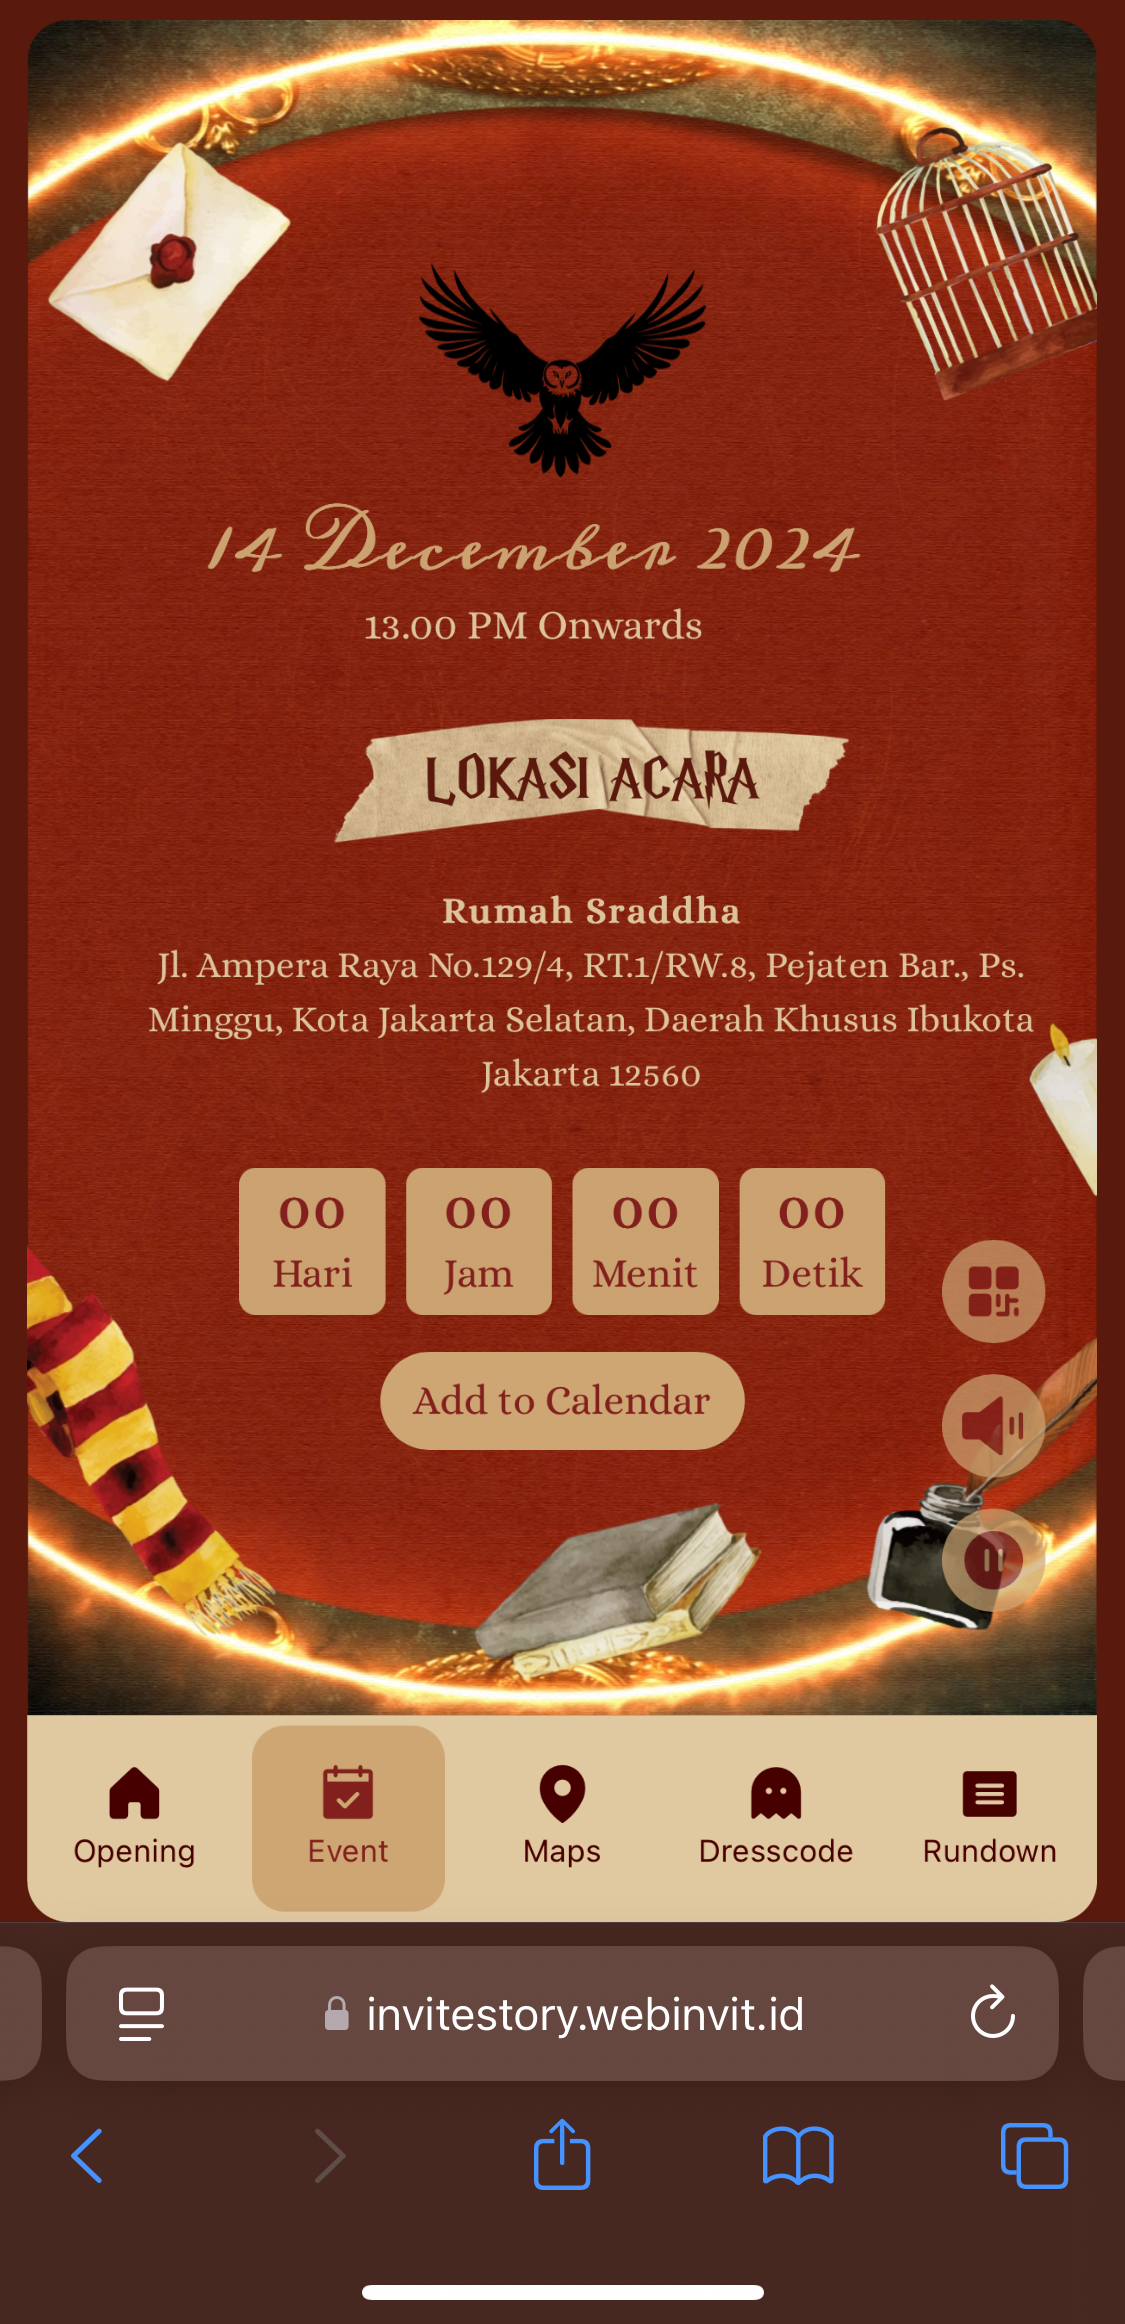 14 December 2024
13.00 PM Onwards
LOKASI ACARA
Rumah Sraddha
Jl. Ampera Raya No.129/4, RT.1/RW.8, Pejaten Bar., Ps.
Minggu, Kota Jakarta Selatan, Daerah Khusus Ibukota
Jakarta 12560
00 00 00 00
Hari Jam Menit Detik
Add to Calendar
Opening Event Maps Dresscode Rundown
invitestory.webinvit.id